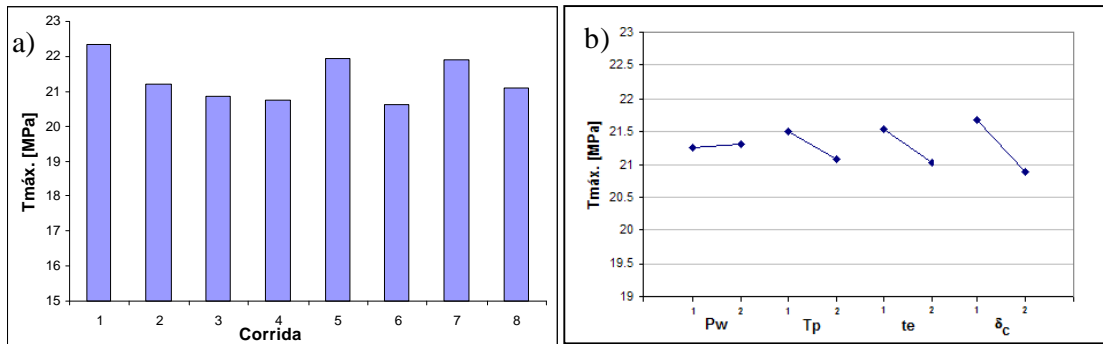 a)
23
22
21
20
19
18
17
16
15
Tmáx. [MPa]
1 2 3 4 5 6 7 8
Corrida
b)
23
22.5
22
21.5
21
20.5
20
19.5
19
Tmáx. [MPa]
1 2 1 2 1 2 1 2
Pw Tp te δc